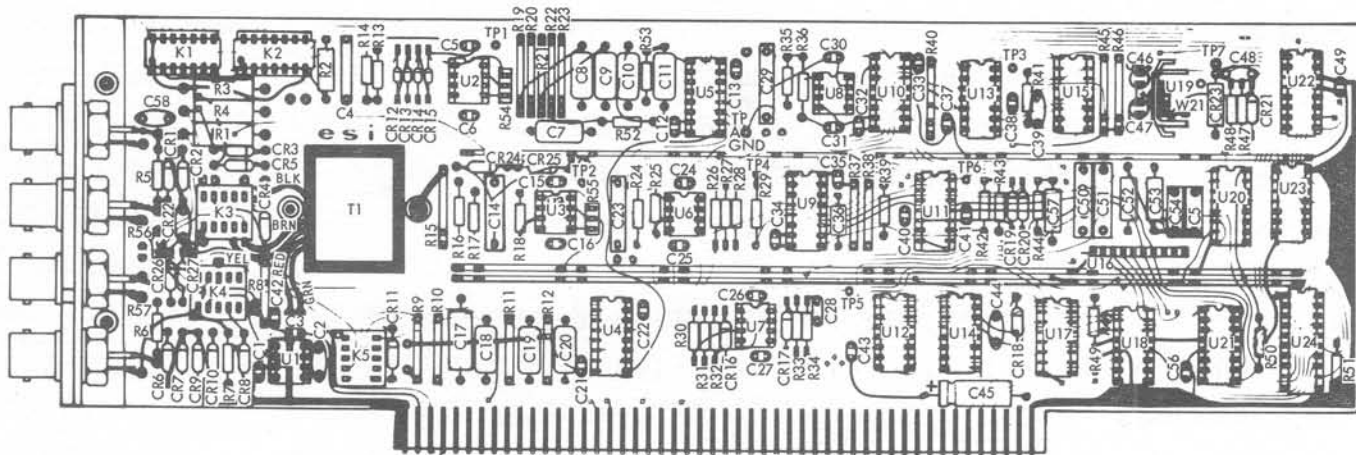 K1 K2 R2 R14 R13 CR12 CR13 CR14 CR15 C5 TP1 U2 R54 C6 R19 R20 R21 R22 R23 C8 C9 C10 R53 C11 C7 R52 C12 U5 C13 C29 R35 R36 C30 U8 C31 C32 U10 C33 R40 C37 U13 TP3 R41 C38 C39 U15 R45 R46 C46 C47 U19 W21 TP7 C48 CR23 R48 R47 CR21 U22 C49
R3
R4
R1
C4
esi
TP
A
GND
C58 CR1 CR2 CR3 CR5 BLK
R5 CR22 K3 CR4 BRN T1 R15 R16 R17 C14 CR24 CR25 C15 R18 U3 TP2 R55 C16 C23 R24 R25 C24 U6 C25 R26 R27 R28 TP4 R29 C34 U9 C35 C36 R37 R38 R39 C40 U11 C41 TP6 R42 R43 CR19 CR20 R44 C57 C50 C51 C52 C53 C54 C5 U20 U23
R56 YEL RED U16
CR26 CR27 K4 R8 C42 GRN
R57 R6 CR6 CR7 CR9 CR10 R7 CR8 C1 U1 C2 K5 CR11 R9 R10 C17 C18 R11 C19 R12 C20 C21 U4 C22 R30 R31 R32 CR16 C26 U7 C27 CR17 R33 R34 C28 TP5 C43 U12 U14 C44 CR18 U17 R49 U18 C56 U21 R50 U24 R51
C45
+